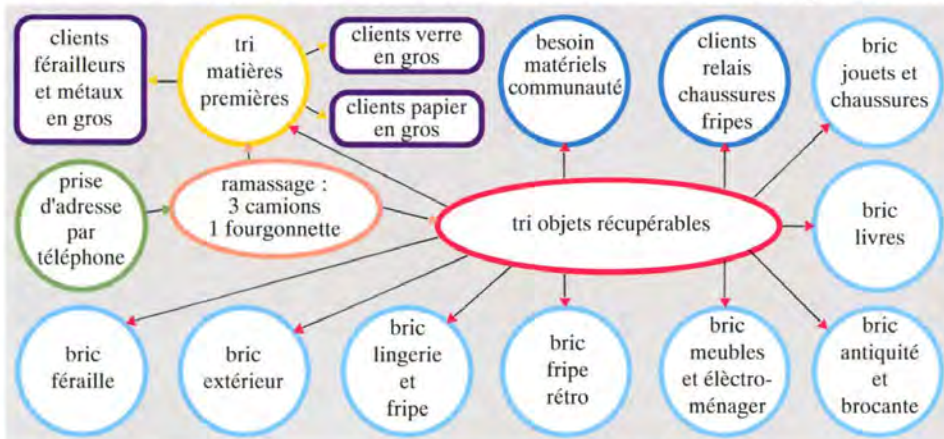 clients
férailleurs
et métaux
en gros
tri
matières
premières
clients verre
en gros
clients papier
en gros
besoin
matériels
communauté
clients
relais
chaussures
fripes
bric
jouets et
chaussures
prise
d'adresse
par
téléphone
ramassage :
3 camions
1 fourgonnette
tri objets récupérables
bric
livres
bric
féraille
bric
extérieur
bric
lingerie
et
fripe
bric
fripe
rétro
bric
meubles
et élèctro-
ménager
bric
antiquité
et
brocante